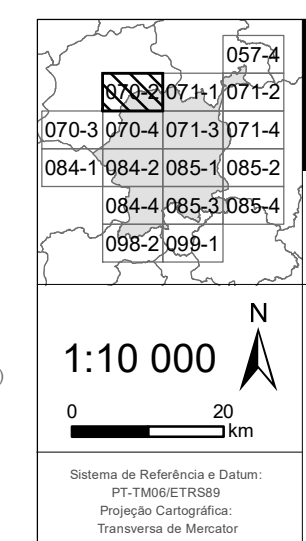 057-4
070-2 071-1 071-2
070-3 070-4 071-3 071-4
084-1 084-2 085-1 085-2
084-4 085-3 085-4
098-2 099-1
N
1:10 000
0 20
km
Sistema de Referência e Datum:
PT-TM06/ETRS89
Projeção Cartográfica:
Transversa de Mercator
)